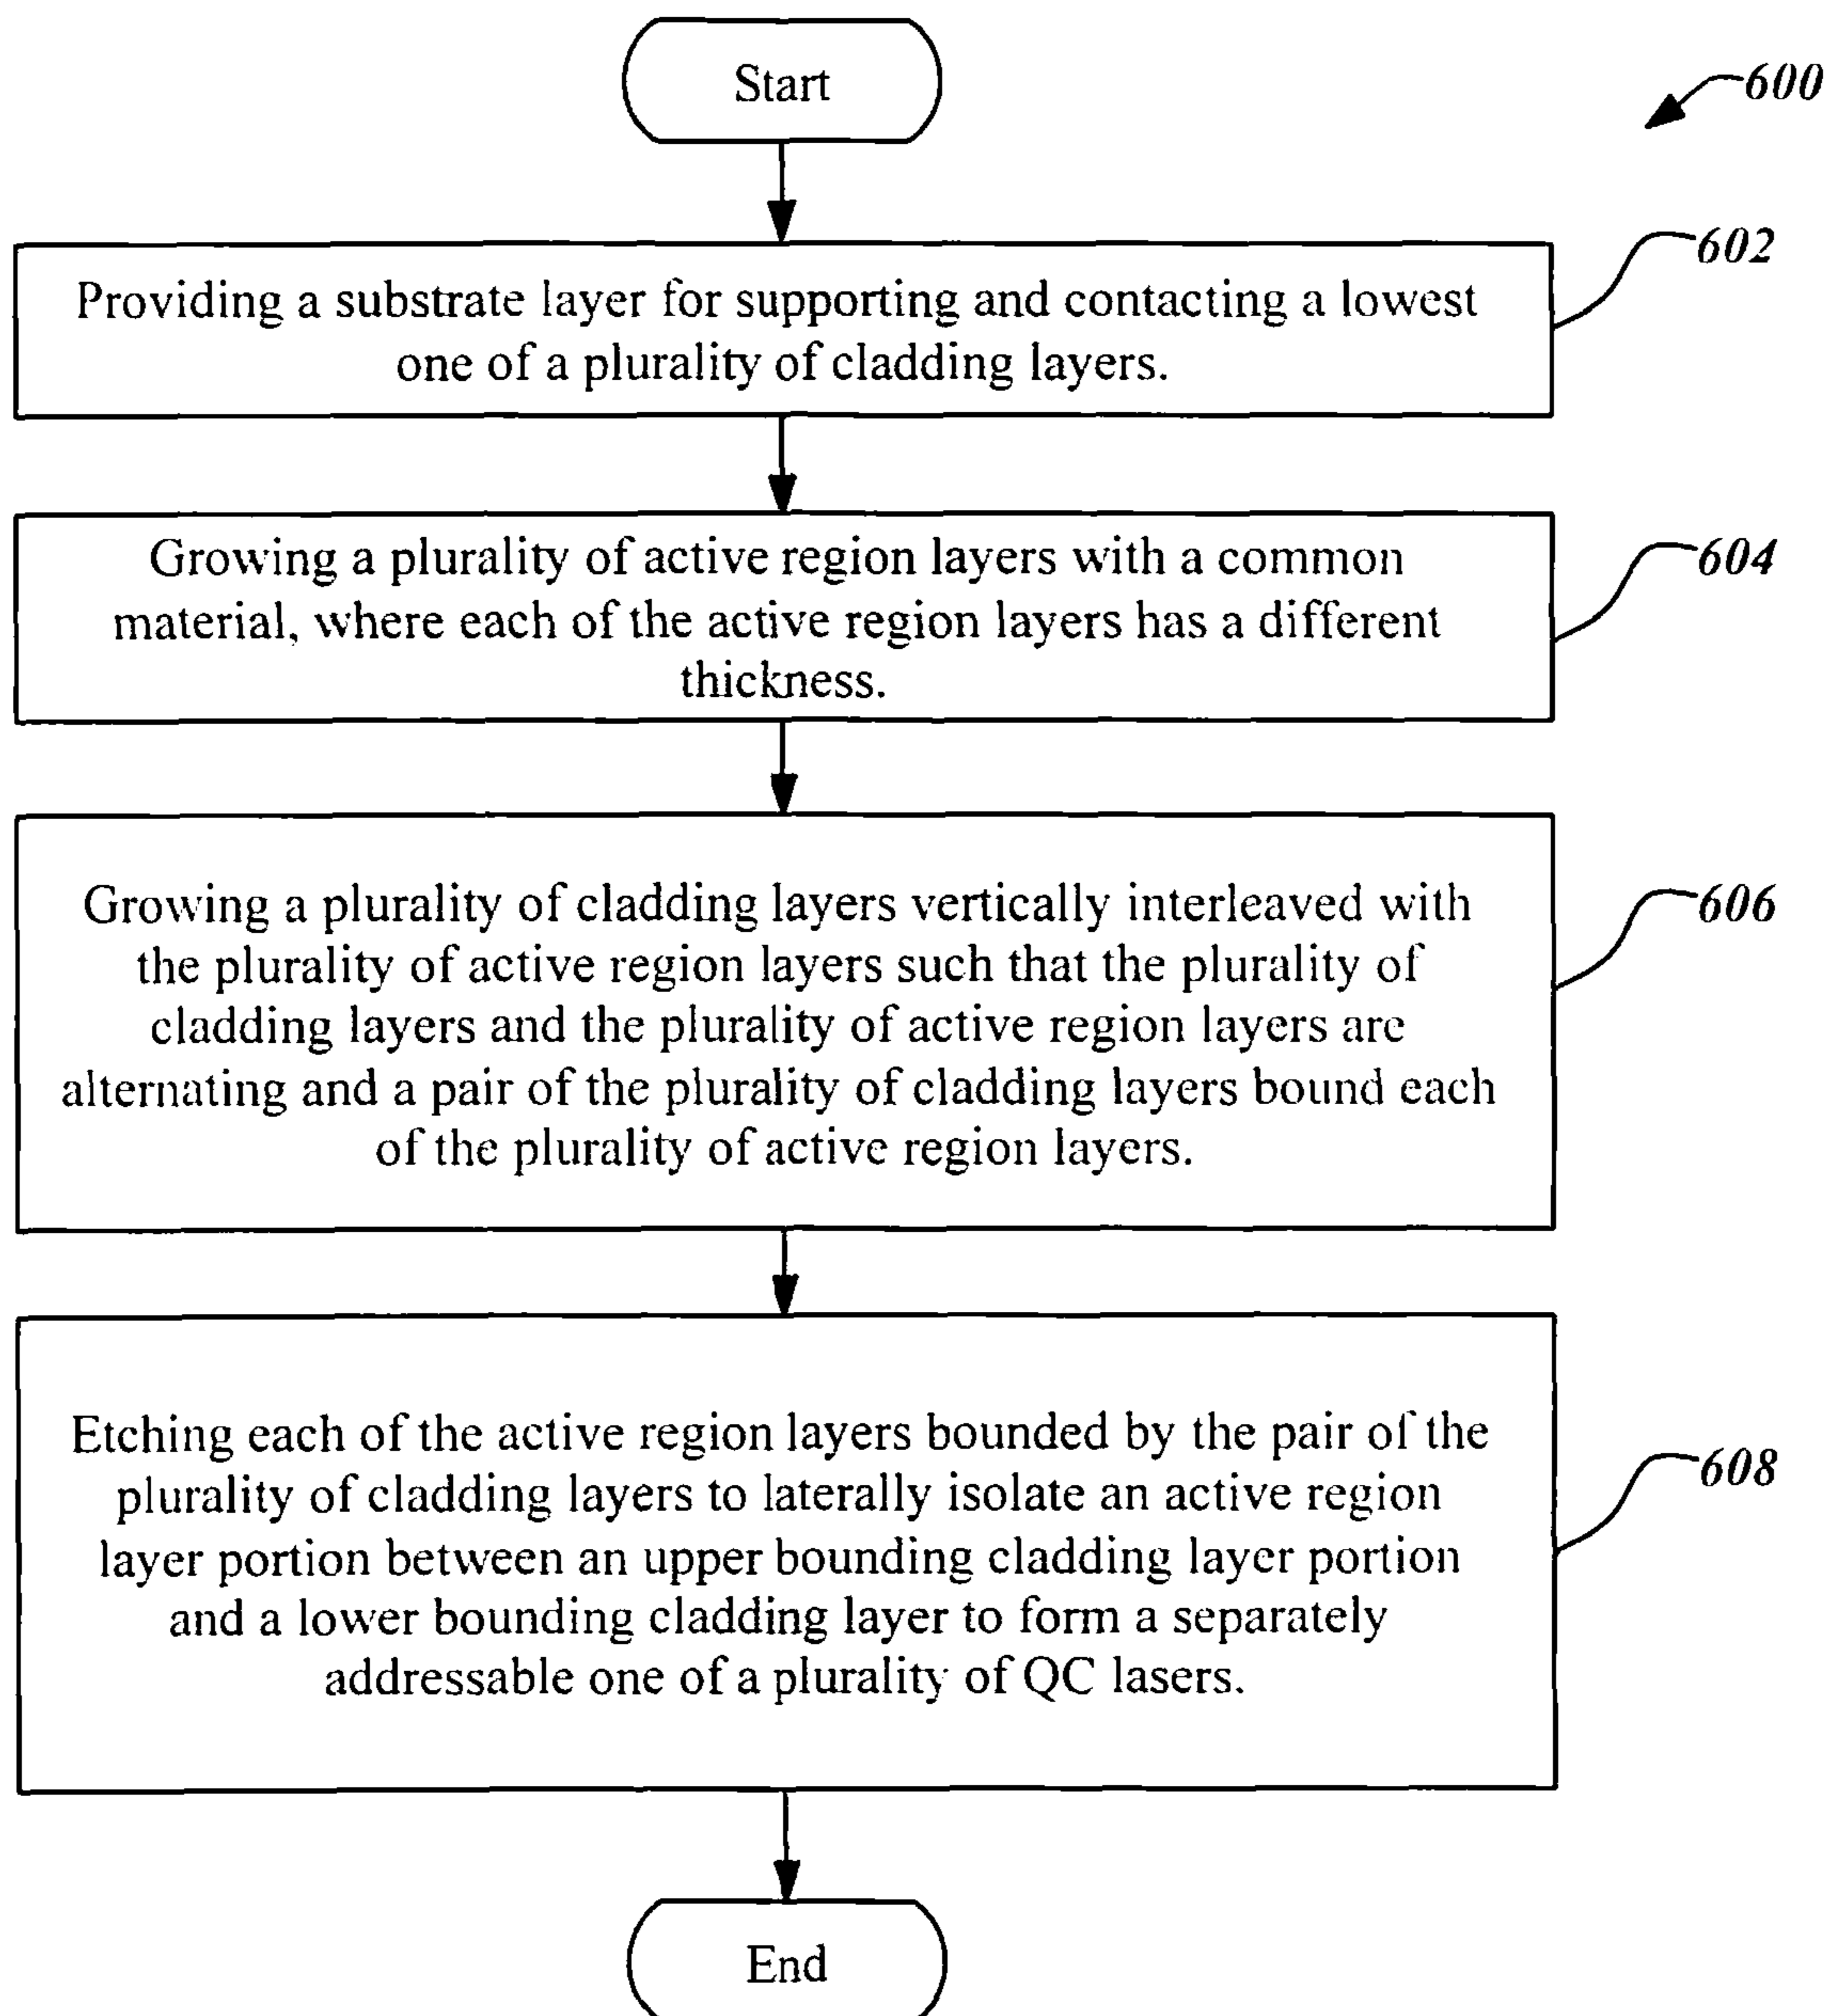 Start
600
602
Providing a substrate layer for supporting and contacting a lowest
one of a plurality of cladding layers.
604
Growing a plurality of active region layers with a common
material, where each of the active region layers has a different
thickness.
606
Growing a plurality of cladding layers vertically interleaved with
the plurality of active region layers such that the plurality of
cladding layers and the plurality of active region layers are
alternating and a pair of the plurality of cladding layers bound each
of the plurality of active region layers.
608
Etching each of the active region layers bounded by the pair of the
plurality of cladding layers to laterally isolate an active region
layer portion between an upper bounding cladding layer portion
and a lower bounding cladding layer to form a separately
addressable one of a plurality of QC lasers.
End